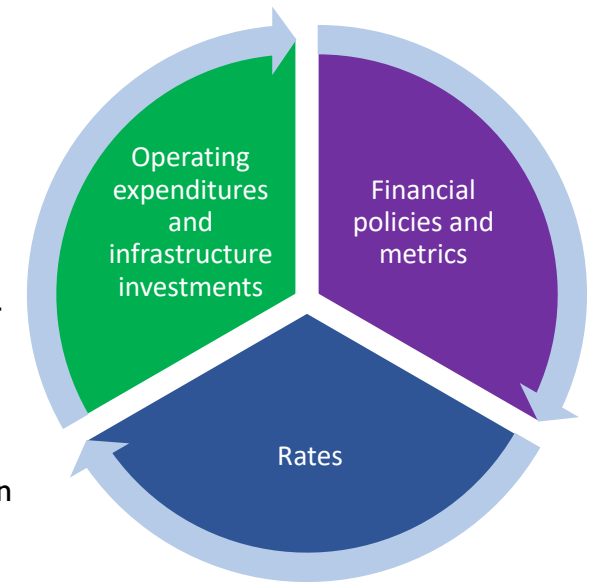 Operating
expenditures
and
infrastructure
investments
Financial
policies and
metrics
Rates